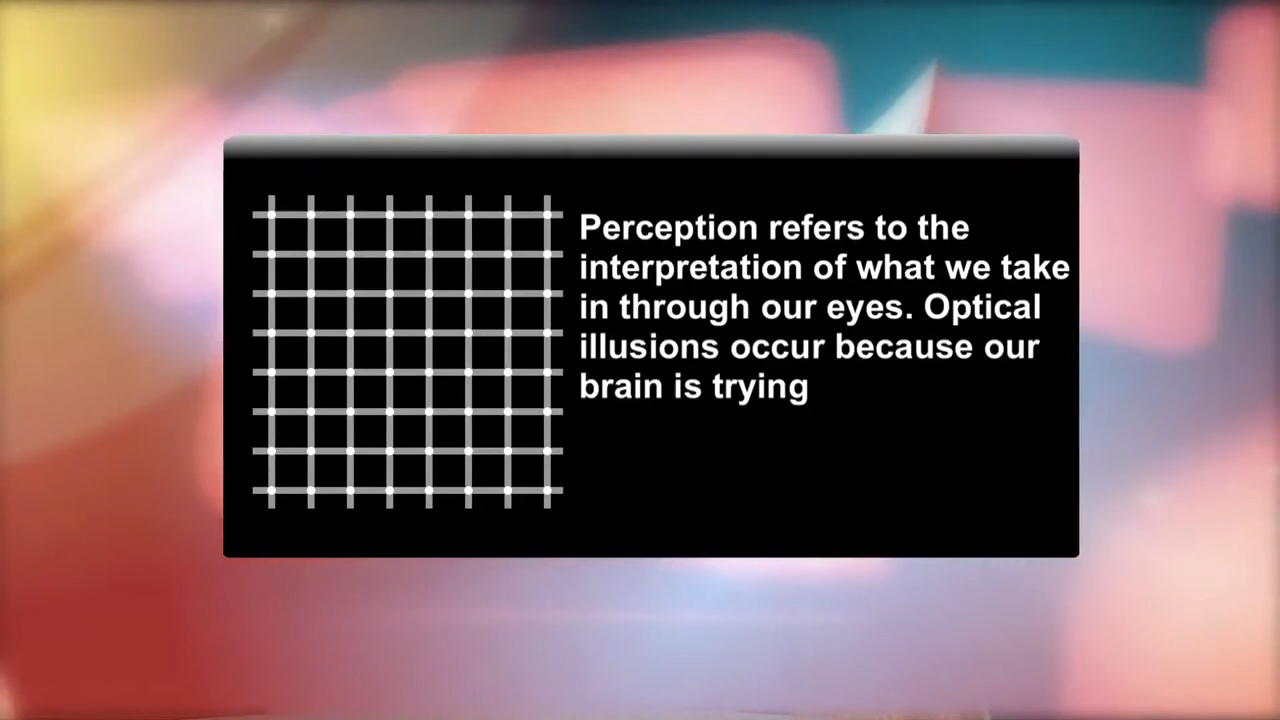 Perception refers to the
interpretation of what we take
in through our eyes. Optical
illusions occur because our
brain is trying